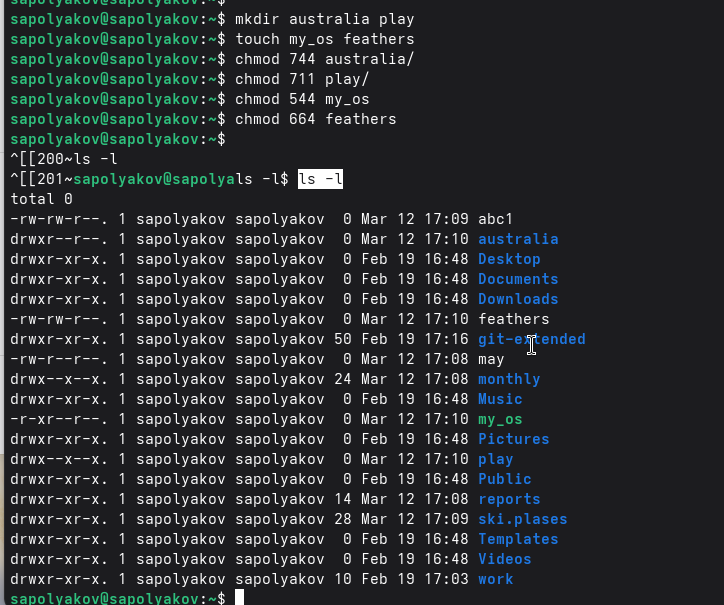 sapolyakov@sapolyakov:~$ mkdir australia play
sapolyakov@sapolyakov:~$ touch my_os feathers
sapolyakov@sapolyakov:~$ chmod 744 australia/
sapolyakov@sapolyakov:~$ chmod 711 play/
sapolyakov@sapolyakov:~$ chmod 544 my_os
sapolyakov@sapolyakov:~$ chmod 664 feathers
sapolyakov@sapolyakov:~$
^[[200~ls -l
^[[201~sapolyakov@sapolyals -l$ ls -l
total 0
-rw-rw-r--. 1 sapolyakov sapolyakov  0 Mar 12 17:09 abc1
drwxr--r--. 1 sapolyakov sapolyakov  0 Mar 12 17:10 australia
drwxr-xr-x. 1 sapolyakov sapolyakov  0 Feb 19 16:48 Desktop
drwxr-xr-x. 1 sapolyakov sapolyakov  0 Feb 19 16:48 Documents
drwxr-xr-x. 1 sapolyakov sapolyakov  0 Feb 19 16:48 Downloads
-rw-rw-r--. 1 sapolyakov sapolyakov  0 Mar 12 17:10 feathers
drwxr-xr-x. 1 sapolyakov sapolyakov 50 Feb 19 17:16 git-extended
-rw-r--r--. 1 sapolyakov sapolyakov  0 Mar 12 17:08 may
drwx--x--x. 1 sapolyakov sapolyakov 24 Mar 12 17:08 monthly
drwxr-xr-x. 1 sapolyakov sapolyakov  0 Feb 19 16:48 Music
-r-xr--r--. 1 sapolyakov sapolyakov  0 Mar 12 17:10 my_os
drwxr-xr-x. 1 sapolyakov sapolyakov  0 Feb 19 16:48 Pictures
drwx--x--x. 1 sapolyakov sapolyakov  0 Mar 12 17:10 play
drwxr-xr-x. 1 sapolyakov sapolyakov  0 Feb 19 16:48 Public
drwxr-xr-x. 1 sapolyakov sapolyakov 14 Mar 12 17:08 reports
drwxr-xr-x. 1 sapolyakov sapolyakov 28 Mar 12 17:09 ski.plases
drwxr-xr-x. 1 sapolyakov sapolyakov  0 Feb 19 16:48 Templates
drwxr-xr-x. 1 sapolyakov sapolyakov  0 Feb 19 16:48 Videos
drwxr-xr-x. 1 sapolyakov sapolyakov 10 Feb 19 17:03 work
sapolyakov@sapolyakov:~$